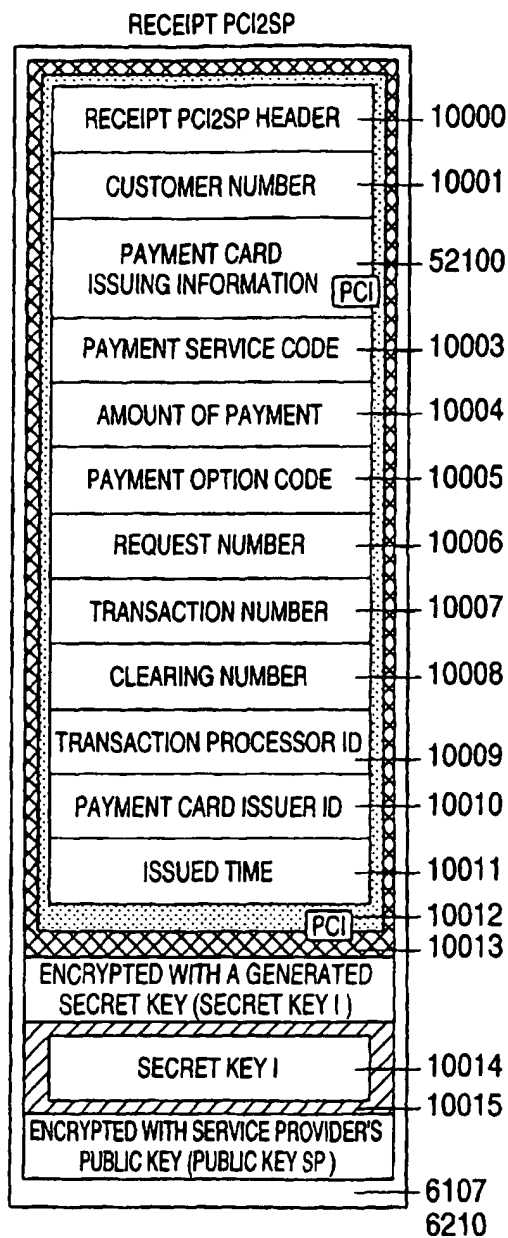 RECEIPT PCI2SP
RECEIPT PCI2SP HEADER 10000
CUSTOMER NUMBER 10001
PAYMENT CARD
ISSUING INFORMATION 52100
PCI
PAYMENT SERVICE CODE 10003
AMOUNT OF PAYMENT 10004
PAYMENT OPTION CODE 10005
REQUEST NUMBER 10006
TRANSACTION NUMBER 10007
CLEARING NUMBER 10008
TRANSACTION PROCESSOR ID 10009
PAYMENT CARD ISSUER ID 10010
ISSUED TIME 10011
PCI 10012
10013
ENCRYPTED WITH A GENERATED
SECRET KEY (SECRET KEY I)
SECRET KEY I 10014
10015
ENCRYPTED WITH SERVICE PROVIDER'S
PUBLIC KEY (PUBLIC KEY SP)
6107
6210